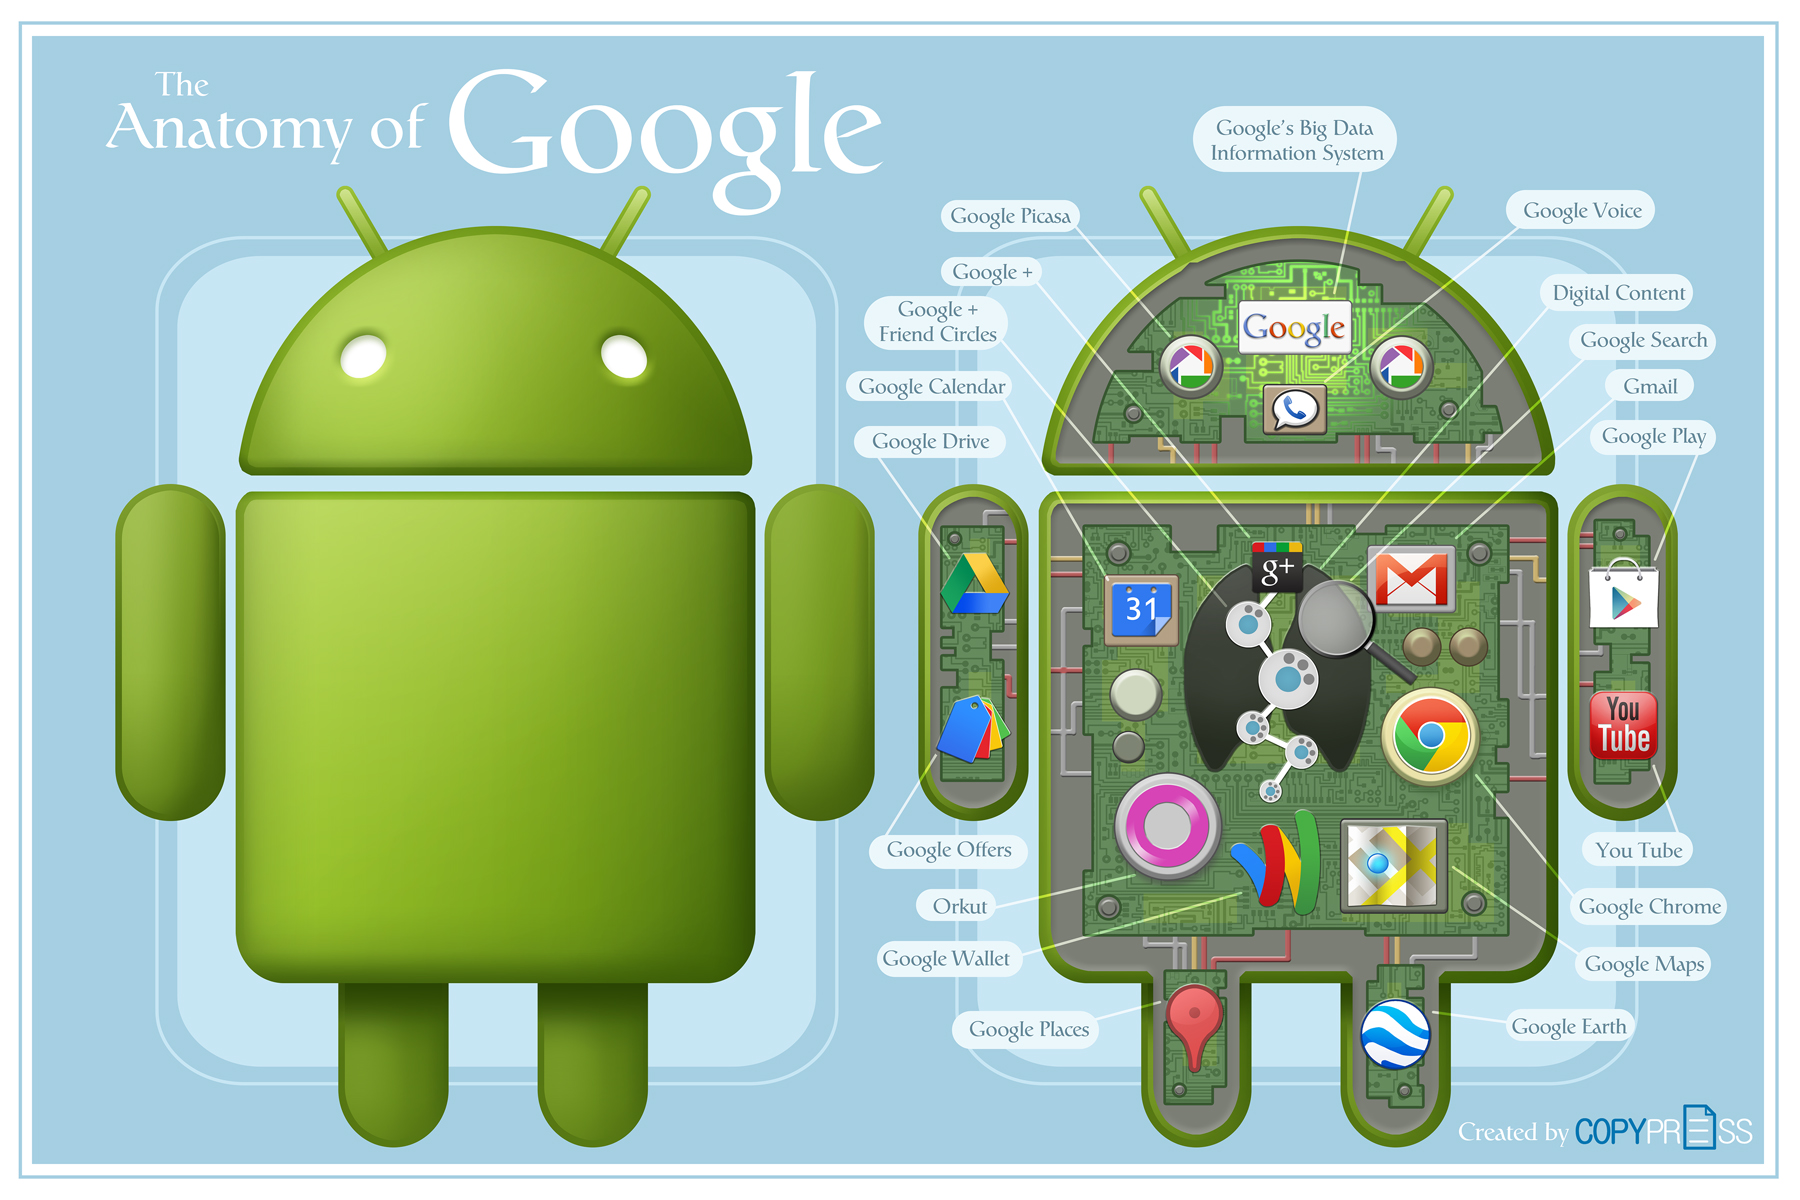 The
Anatomy of Google
Google's Big Data
Information System
Google Picasa
Google Voice
Google +
Digital Content
Google +
Friend Circles
Google Search
Google Calendar
Gmail
Google Drive
Google Play
Google
g+
31
You
Tube
Google Offers
You Tube
Orkut
Google Chrome
Google Wallet
Google Maps
Google Places
Google Earth
Created by COPYPRESS